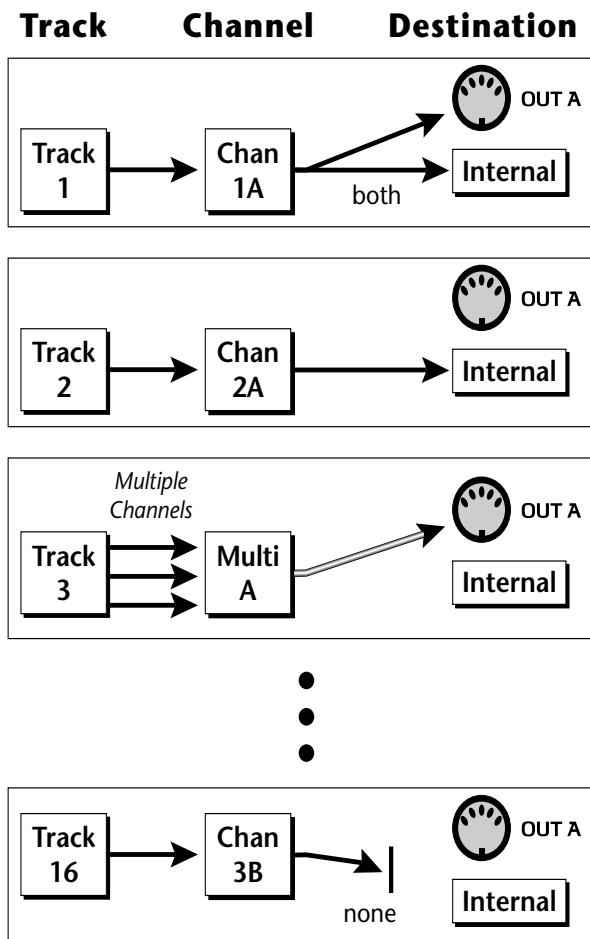 Track Channel Destination
OUT A
Track
1
Chan
1A
both
Internal
OUT A
Track
2
Chan
2A
Internal
Multiple
Channels
OUT A
Track
3
Multi
A
Internal
OUT A
Track
16
Chan
3B
none
Internal